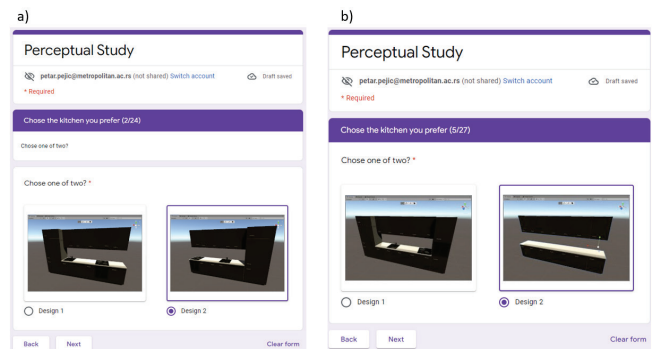 a)
Perceptual Study
petar.pejic@metropolitan.ac.rs (not shared) Switch account
Draft saved
* Required
Chose the kitchen you prefer (2/24)
Chose one of two?
Chose one of two? *
Design 1
Design 2
Back Next Clear form
b)
Perceptual Study
petar.pejic@metropolitan.ac.rs (not shared) Switch account
Draft saved
* Required
Chose the kitchen you prefer (5/27)
Chose one of two? *
Design 1
Design 2
Back Next Clear form